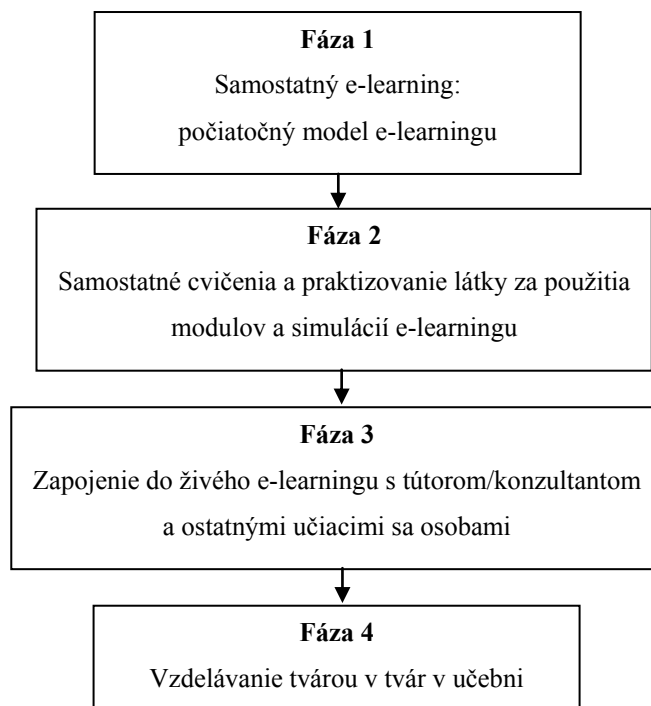 Fáza 1
Samostatný e-learning:
počiatočný model e-learningu
Fáza 2
Samostatné cvičenia a praktizovanie látky za použitia
modulov a simulácií e-learningu
Fáza 3
Zapojenie do živého e-learningu s tútorom/konzultantom
a ostatnými učiacimi sa osobami
Fáza 4
Vzdelávanie tvárou v tvár v učebni